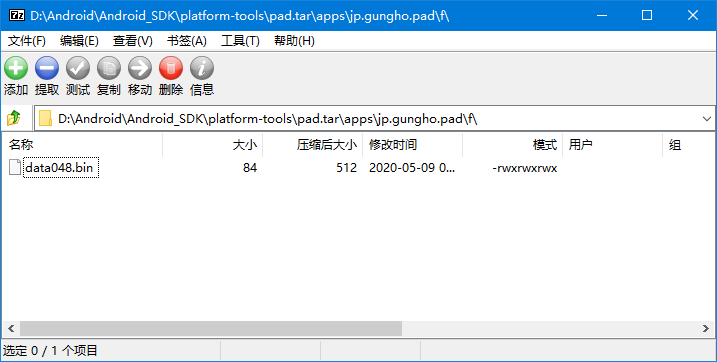 7z D:\Android\Android_SDK\platform-tools\pad.tar\apps\jp.gungho.pad\f\
文件(F) 编辑(E) 查看(V) 书签(A) 工具(T) 帮助(H)
添加 提取 测试 复制 移动 删除 信息
D:\Android\Android_SDK\platform-tools\pad.tar\apps\jp.gungho.pad\f\
名称 大小 压缩后大小 修改时间 模式 用户 组
data048.bin 84 512 2020-05-09 0... -rwxrwxrwx
选定 0 / 1 个项目